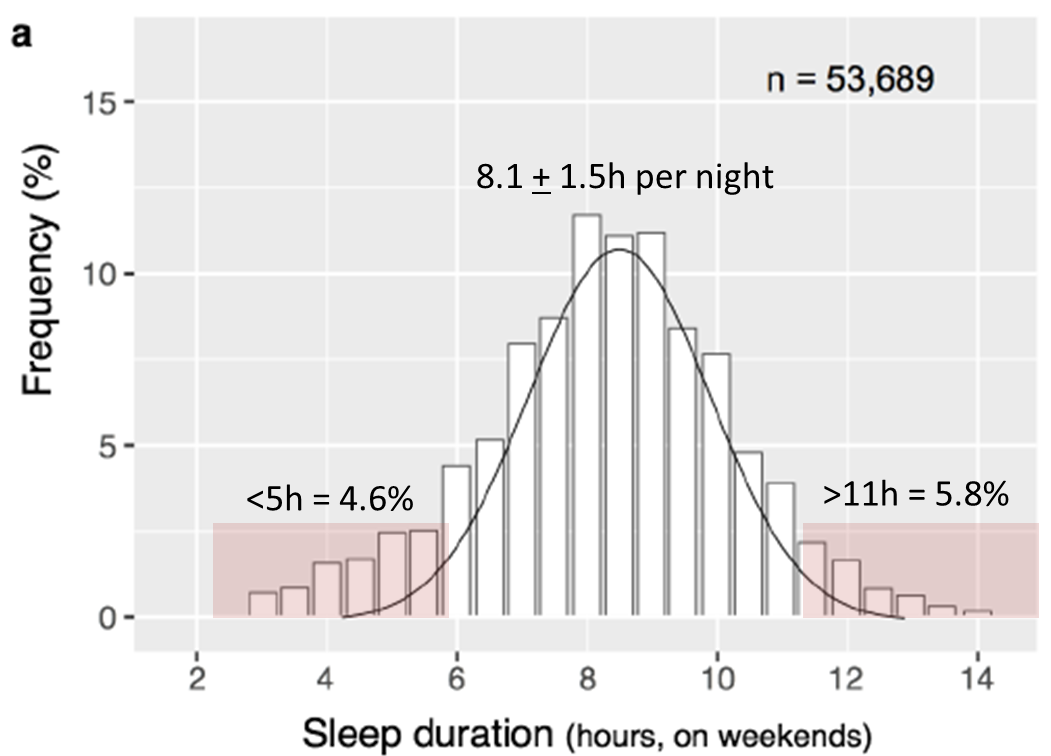 a
n = 53,689
15
8.1 ± 1.5h per night
10
Frequency (%)
5
<5h = 4.6%
>11h = 5.8%
0
2 4 6 8 10 12 14
Sleep duration (hours, on weekends)